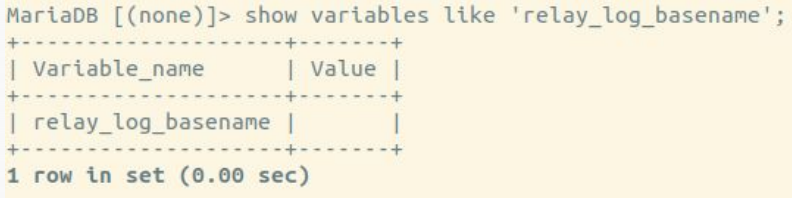 MariaDB [(none)]> show variables like 'relay_log_basename';
+--------------------+-------+
| Variable_name      | Value |
+--------------------+-------+
| relay_log_basename |       |
+--------------------+-------+
1 row in set (0.00 sec)